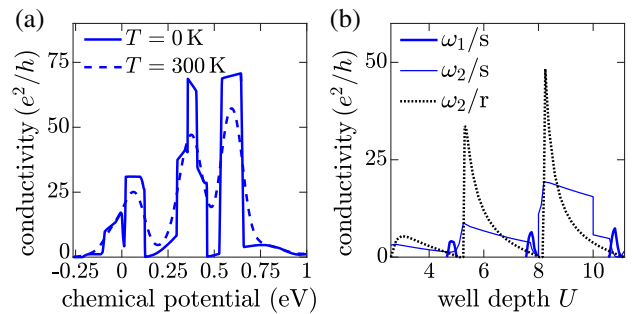 (a)
conductivity (e²/h)
75
50
25
0
T = 0 K
T = 300 K
-0.25 0 0.25 0.5 0.75 1
chemical potential (eV)
(b)
conductivity (e²/h)
50
25
0
ω₁/s
ω₂/s
ω₂/r
4 6 8 10
well depth U